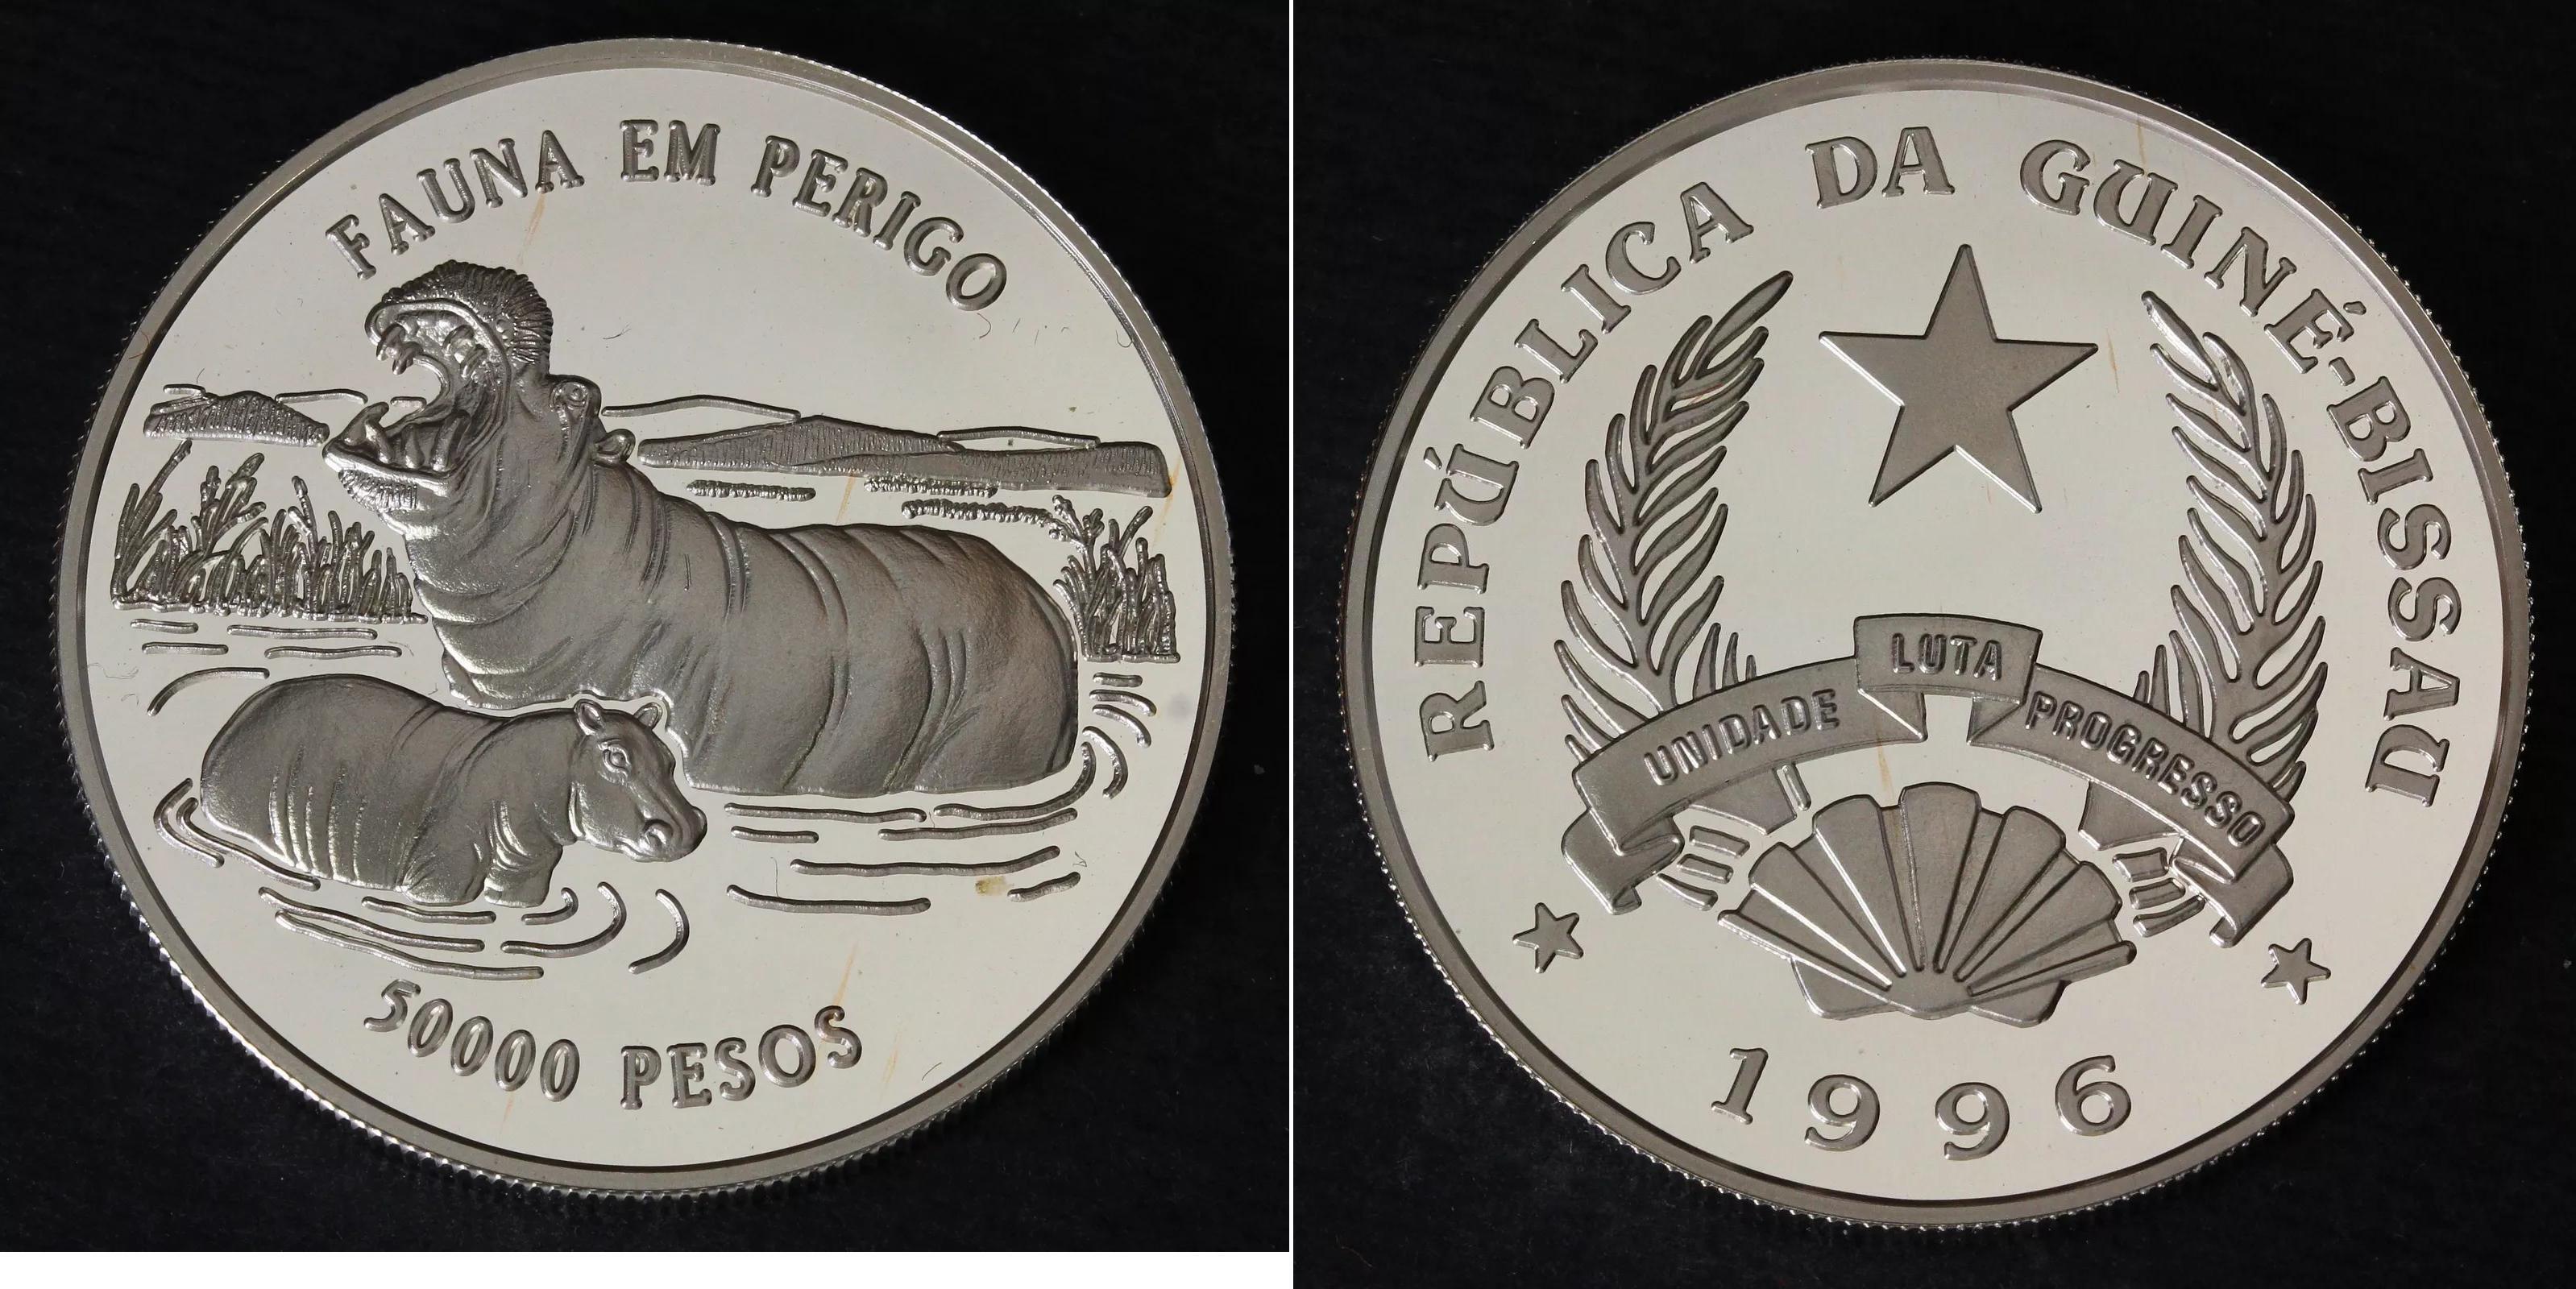 FAUNA EM PERIGO
50000 PESOS
REPÚBLICA DA GUINÉ-BISSAU
LUTA
UNIDADE
PROGRESSO
1996